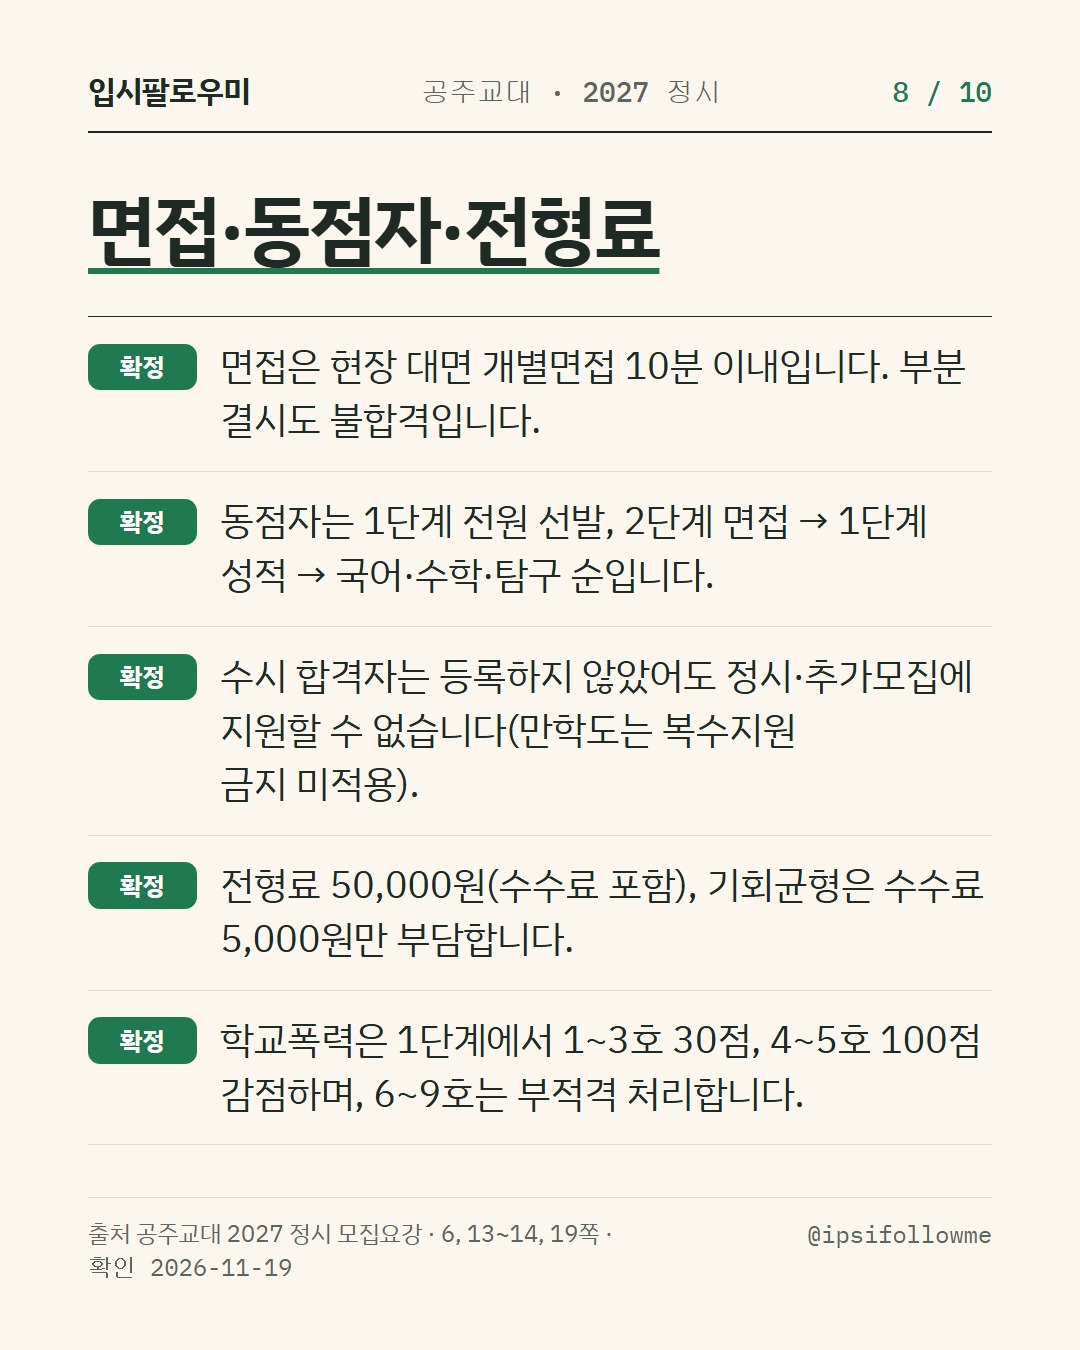 입시팔로우미
공주교대 · 2027 정시
8 / 10
면접·동점자·전형료
확정
면접은 현장 대면 개별면접 10분 이내입니다. 부분
결시도 불합격입니다.
확정
동점자는 1단계 전원 선발, 2단계 면접 → 1단계
성적 → 국어·수학·탐구 순입니다.
확정
수시 합격자는 등록하지 않았어도 정시·추가모집에
지원할 수 없습니다(만학도는 복수지원
금지 미적용).
확정
전형료 50,000원(수수료 포함), 기회균형은 수수료
5,000원만 부담합니다.
확정
학교폭력은 1단계에서 1~3호 30점, 4~5호 100점
감점하며, 6~9호는 부적격 처리합니다.
출처 공주교대 2027 정시 모집요강 · 6, 13~14, 19쪽 ·
확인 2026-11-19
@ipsifollowme